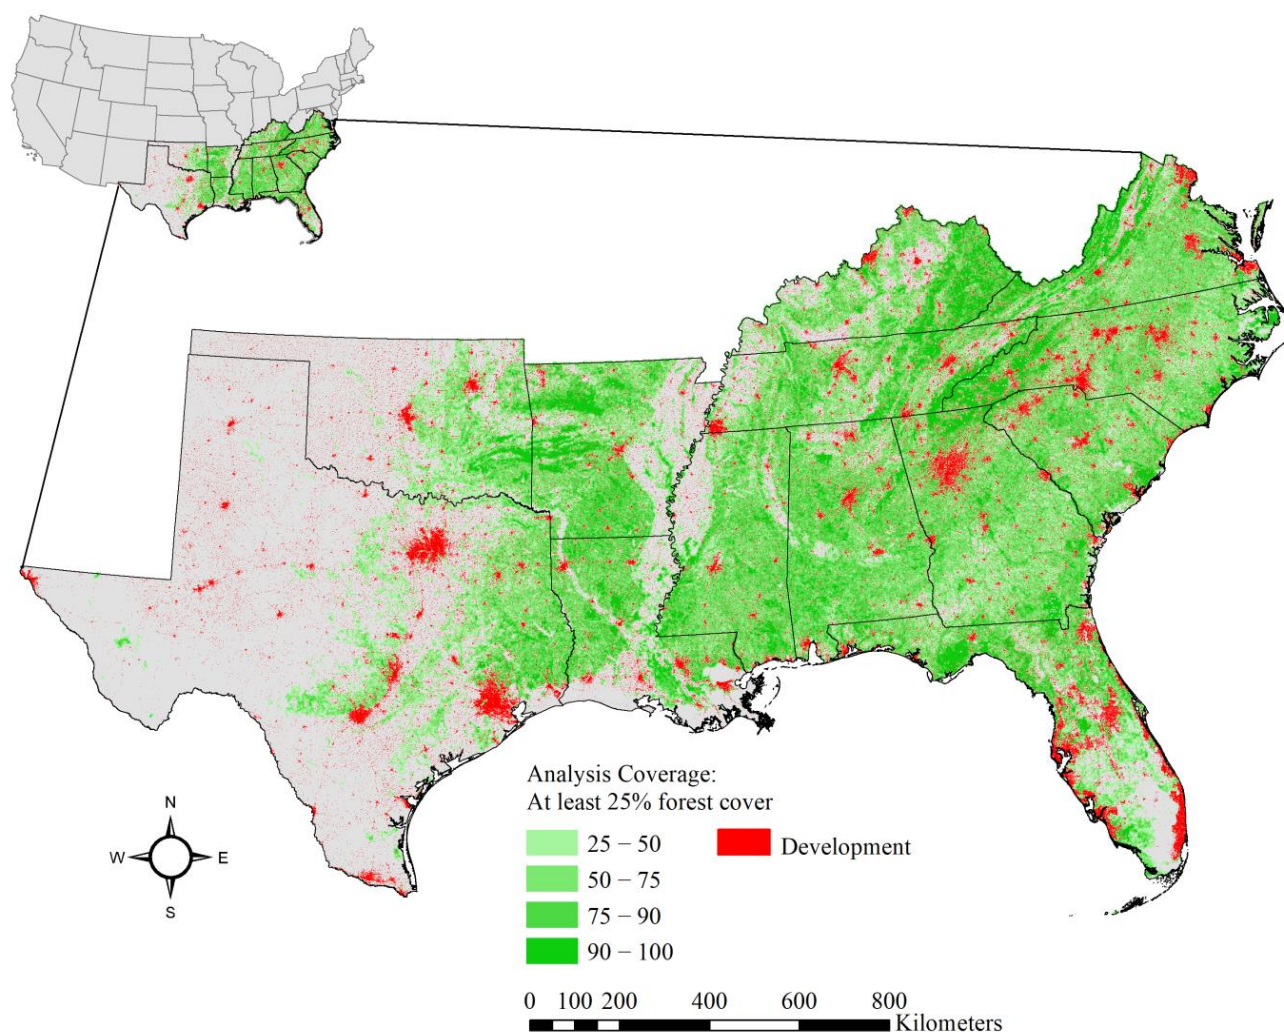 Analysis Coverage:
At least 25% forest cover
25 – 50
Development
50 – 75
75 – 90
90 – 100
N
W
E
S
0 100 200 400 600 800
Kilometers